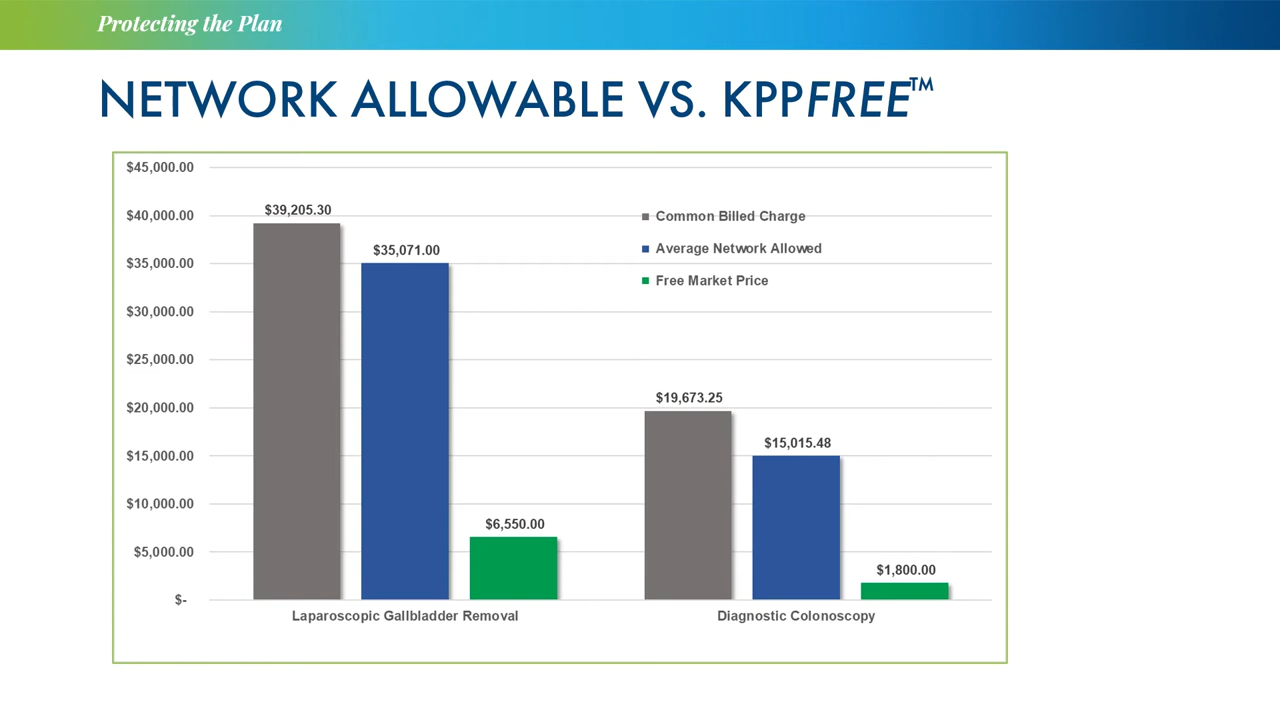 Protecting the Plan
NETWORK ALLOWABLE VS. KPPFREE™
$45,000.00
$40,000.00
$35,000.00
$30,000.00
$25,000.00
$20,000.00
$15,000.00
$10,000.00
$5,000.00
$-
$39,205.30
$35,071.00
$6,550.00
$19,673.25
$15,015.48
$1,800.00
Common Billed Charge
Average Network Allowed
Free Market Price
Laparoscopic Gallbladder Removal
Diagnostic Colonoscopy